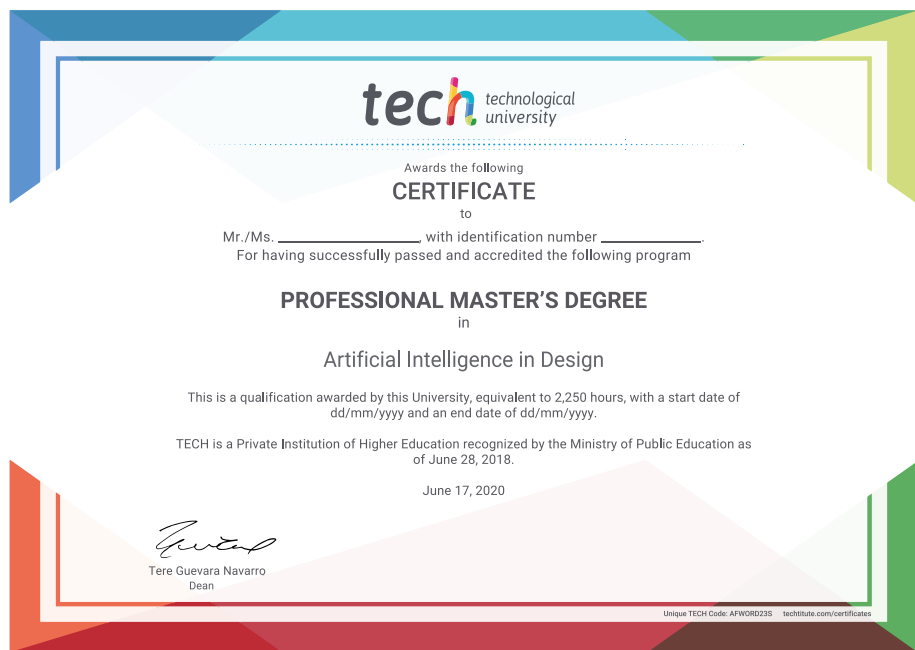 tech technological
university
Awards the following
CERTIFICATE
to
Mr./Ms. ____________________, with identification number ______________.
For having successfully passed and accredited the following program
PROFESSIONAL MASTER’S DEGREE
in
Artificial Intelligence in Design
This is a qualification awarded by this University, equivalent to 2,250 hours, with a start date of
dd/mm/yyyy and an end date of dd/mm/yyyy.
TECH is a Private Institution of Higher Education recognized by the Ministry of Public Education as
of June 28, 2018.
June 17, 2020
Tere Guevara Navarro
Dean
Unique TECH Code: AFWORD23S techtitute.com/certificates